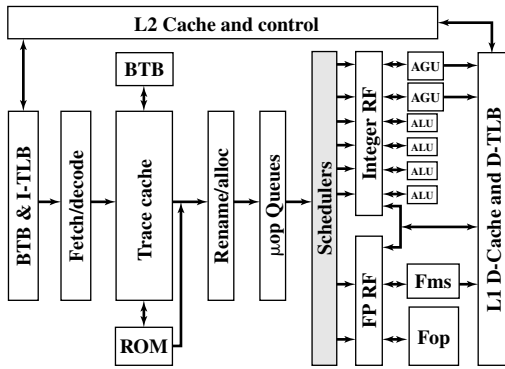 L2 Cache and control
BTB
BTB & I-TLB
Fetch/decode
Trace cache
ROM
Rename/alloc
μop Queues
Schedulers
Integer RF
FP RF
AGU
AGU
ALU
ALU
ALU
ALU
Fms
Fop
L1 D-Cache and D-TLB